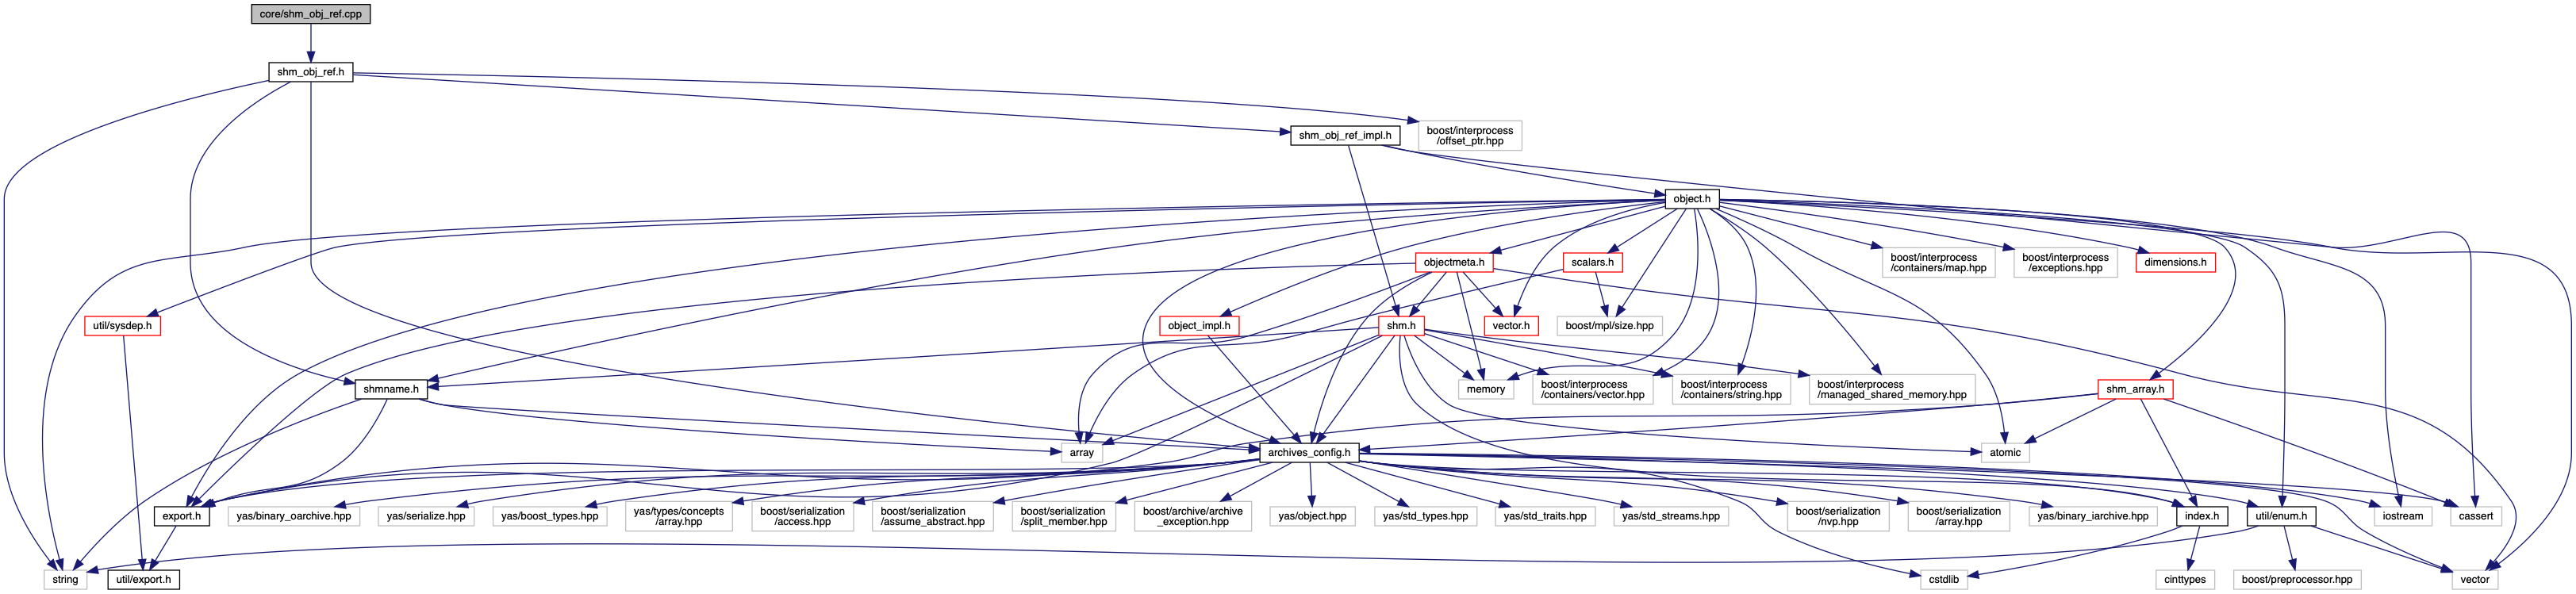 core/shm_obj_ref.cpp
shm_obj_ref.h
shm_obj_ref_impl.h
boost/interprocess
/offset_ptr.hpp
object.h
objectmeta.h
scalars.h
boost/interprocess
/containers/map.hpp
boost/interprocess
/exceptions.hpp
dimensions.h
util/sysdep.h
object_impl.h
shm.h
vector.h
boost/mpl/size.hpp
shmname.h
memory
boost/interprocess
/containers/vector.hpp
boost/interprocess
/containers/string.hpp
boost/interprocess
/managed_shared_memory.hpp
shm_array.h
array
archives_config.h
atomic
export.h
yas/binary_oarchive.hpp
yas/serialize.hpp
yas/boost_types.hpp
yas/types/concepts
/array.hpp
boost/serialization
/access.hpp
boost/serialization
/assume_abstract.hpp
boost/serialization
/split_member.hpp
boost/archive/archive
_exception.hpp
yas/object.hpp
yas/std_types.hpp
yas/std_traits.hpp
yas/std_streams.hpp
boost/serialization
/nvp.hpp
boost/serialization
/array.hpp
yas/binary_iarchive.hpp
index.h
util/enum.h
iostream
cassert
string
util/export.h
cstdlib
cinttypes
boost/preprocessor.hpp
vector